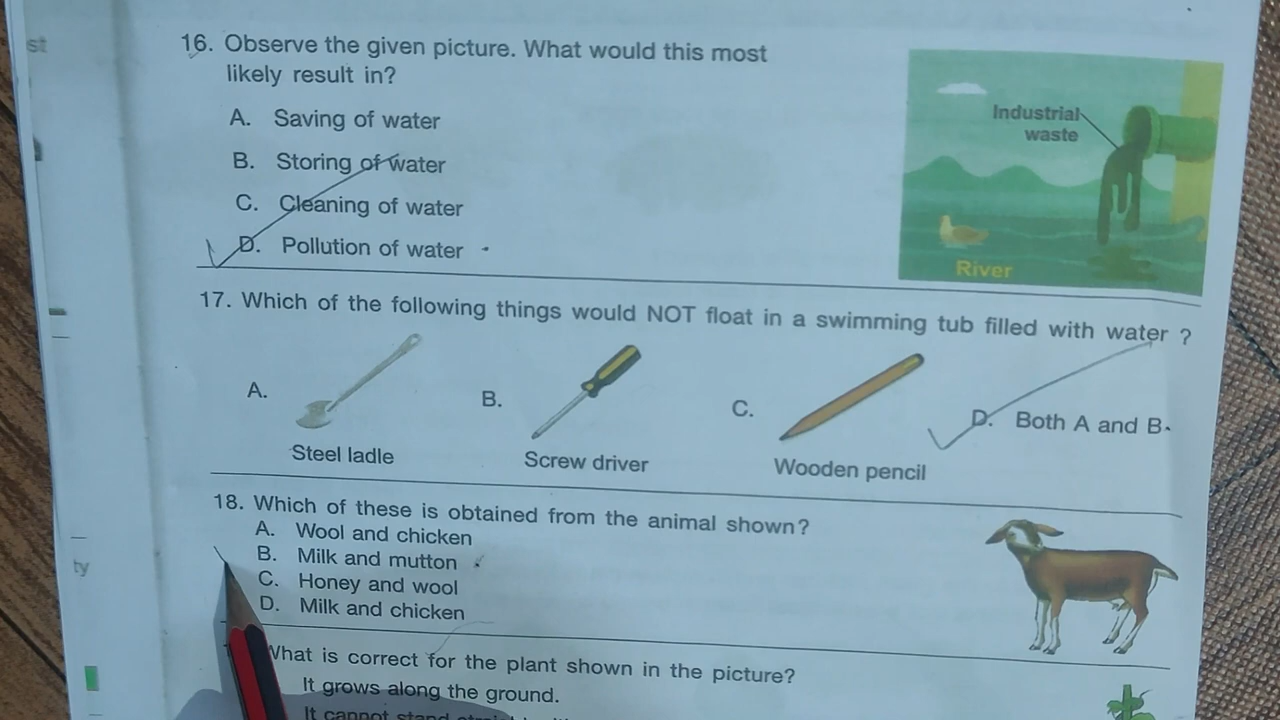 st
16. Observe the given picture. What would this most
likely result in?
A. Saving of water
B. Storing of water
C. Cleaning of water
D. Pollution of water
Industrial
waste
River
17. Which of the following things would NOT float in a swimming tub filled with water ?
A.
Steel ladle
B.
Screw driver
C.
Wooden pencil
D. Both A and B
18. Which of these is obtained from the animal shown?
A. Wool and chicken
B. Milk and mutton
C. Honey and wool
D. Milk and chicken
ty
What is correct for the plant shown in the picture?
It grows along the ground.
It cannot stand